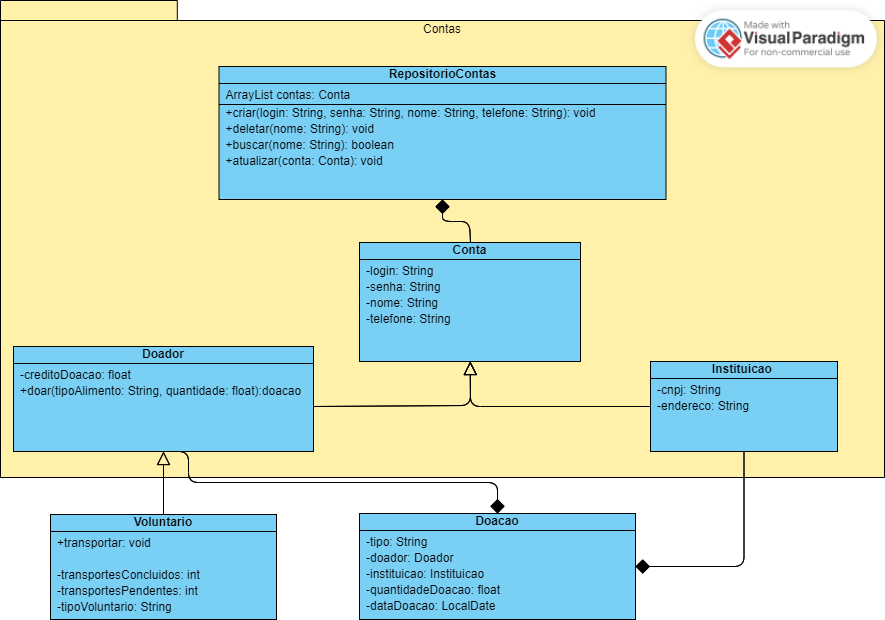 Contas
Made with
VisualParadigm
For non-commercial use
RepositorioContas
ArrayList contas: Conta
+criar(login: String, senha: String, nome: String, telefone: String): void
+deletar(nome: String): void
+buscar(nome: String): boolean
+atualizar(conta: Conta): void
Conta
-login: String
-senha: String
-nome: String
-telefone: String
Doador
-creditoDoacao: float
+doar(tipoAlimento: String, quantidade: float):doacao
Instituicao
-cnpj: String
-endereco: String
Voluntario
+transportar: void
-transportesConcluidos: int
-transportesPendentes: int
-tipoVoluntario: String
Doacao
-tipo: String
-doador: Doador
-instituicao: Instituicao
-quantidadeDoacao: float
-dataDoacao: LocalDate